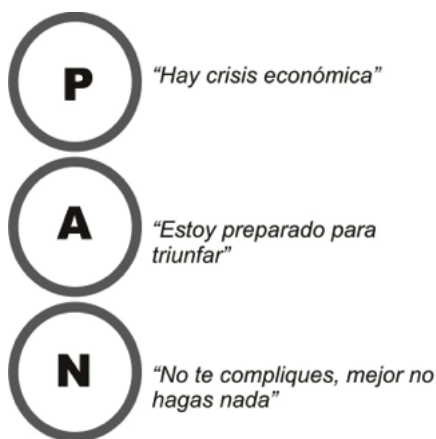 P
“Hay crisis económica”
A
“Estoy preparado para
triunfar”
N
“No te compliques, mejor no
hagas nada”